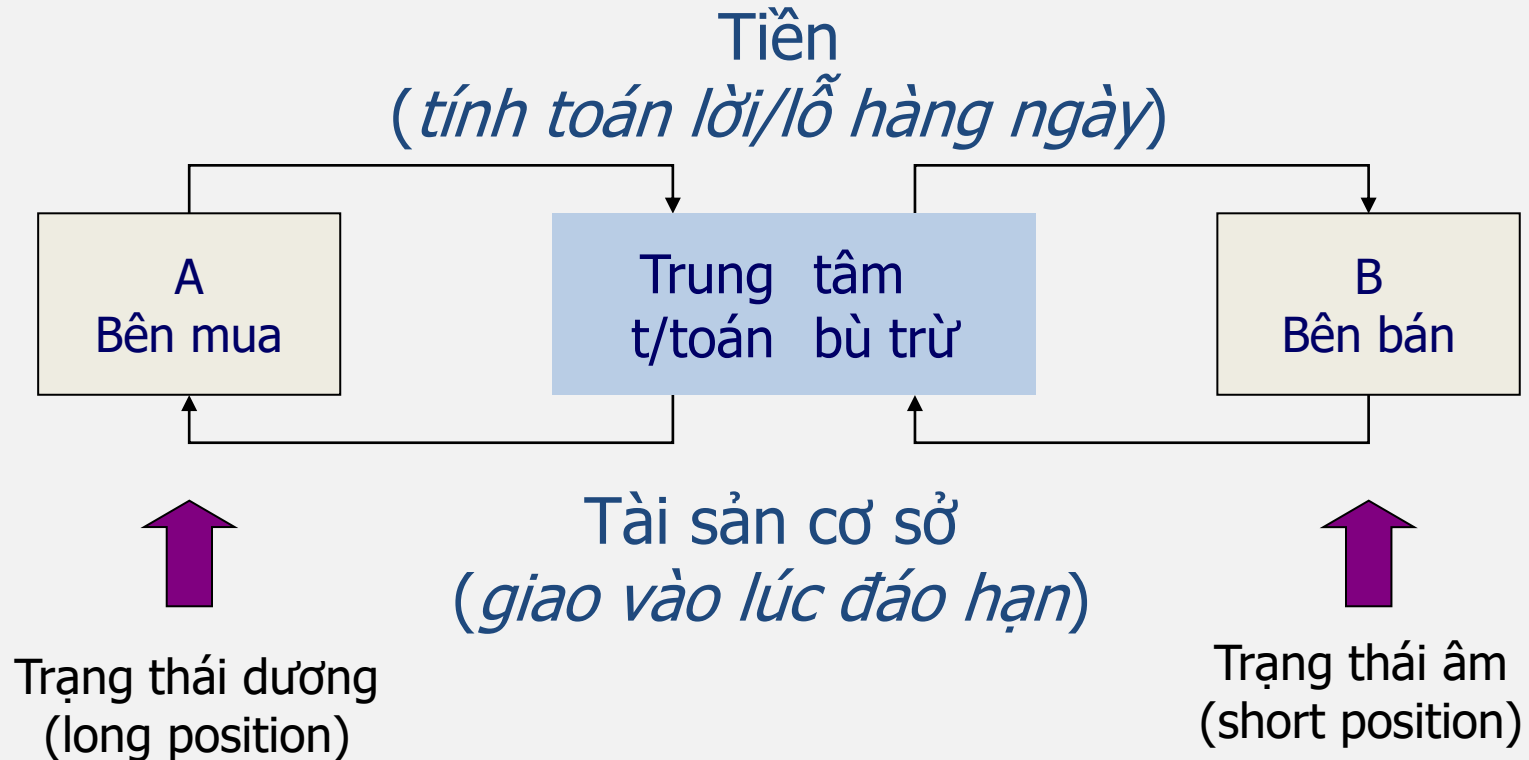 Tiền
(tính toán lời/lỗ hàng ngày)
A
Bên mua
Trung tâm
t/toán bù trừ
B
Bên bán
Tài sản cơ sở
(giao vào lúc đáo hạn)
Trạng thái dương
(long position)
Trạng thái âm
(short position)